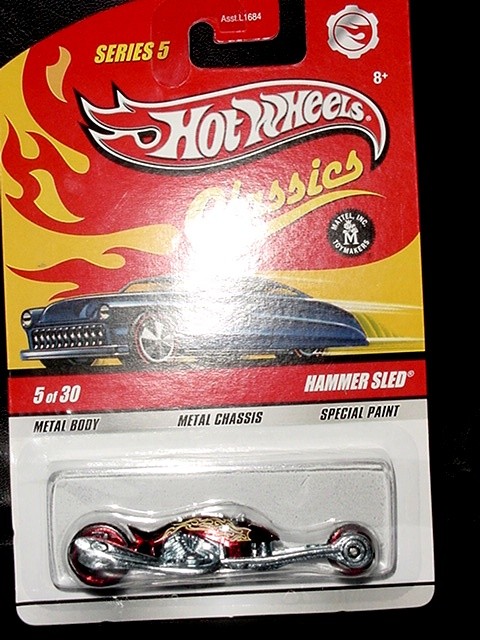 Asst.L1684
SERIES 5
8+
HOT WHEELS®
Classics
MATTEL, INC.
M
TOYMAKERS
5 of 30
HAMMER SLED®
METAL BODY
METAL CHASSIS
SPECIAL PAINT